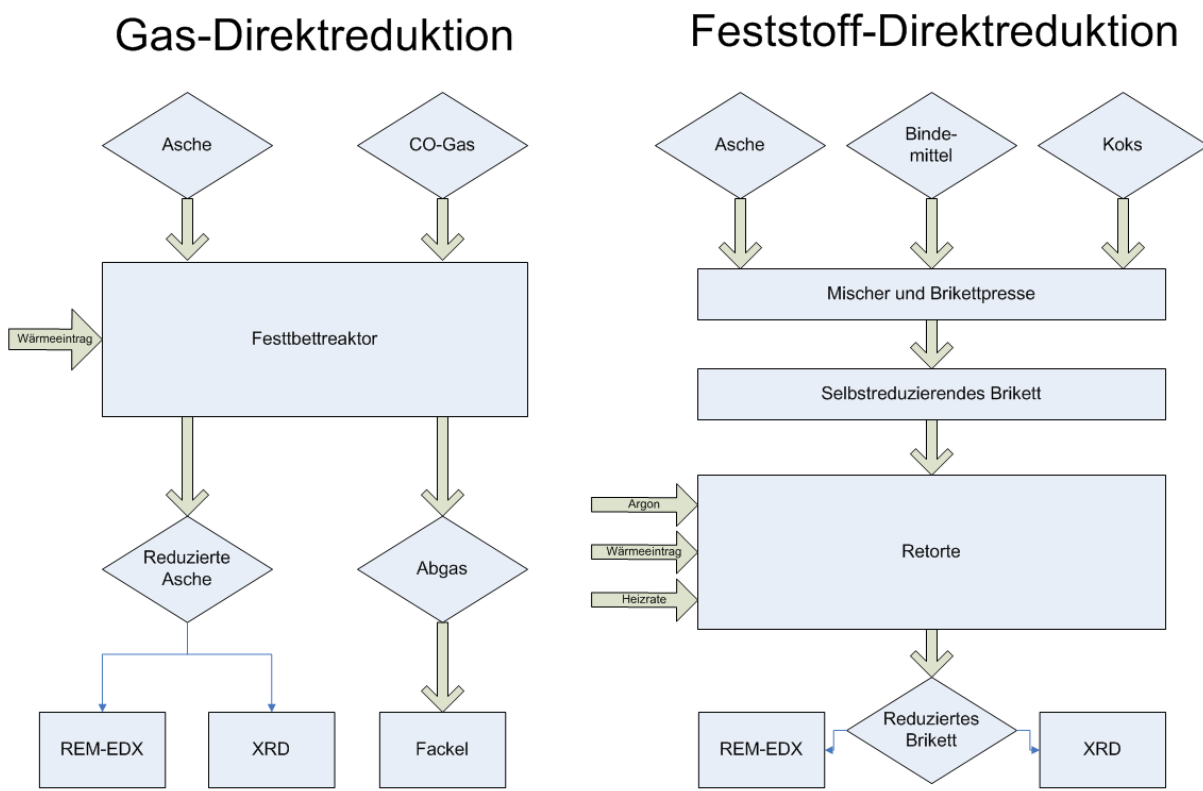 Gas-Direktreduktion
Asche
CO-Gas
Wärmeeintrag
Festtbettreaktor
Reduzierte
Asche
Abgas
REM-EDX
XRD
Fackel
Feststoff-Direktreduktion
Asche
Binde-
mittel
Koks
Mischer und Brikettpresse
Selbstreduzierendes Brikett
Argon
Wärmeeintrag
Heizrate
Retorte
Reduziertes
Brikett
REM-EDX
XRD